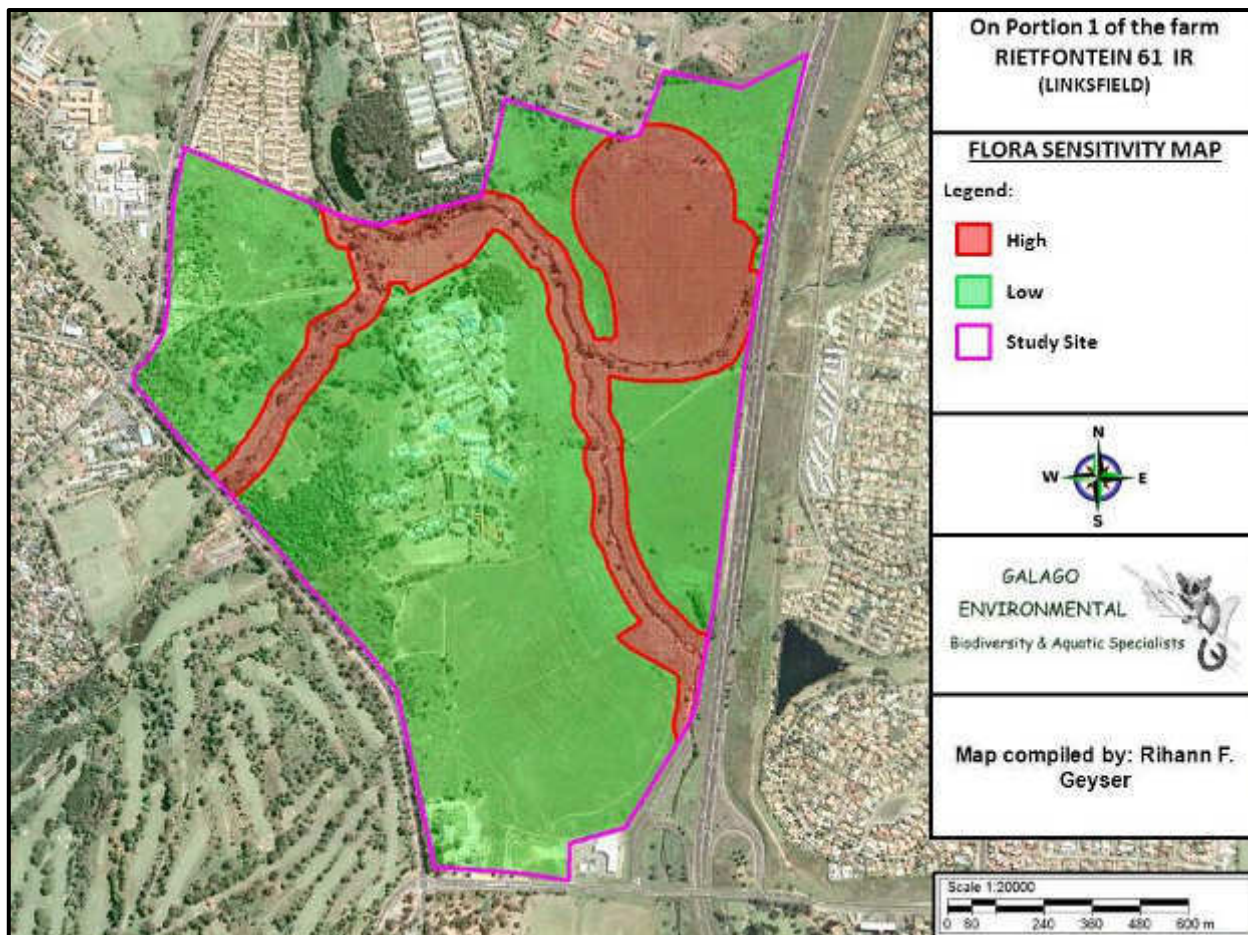 On Portion 1 of the farm
RIETFONTEIN 61 IR
(LINKSFIELD)
FLORA SENSITIVITY MAP
Legend:
High
Low
Study Site
N
W E
S
GALAGO
ENVIRONMENTAL
Biodiversity & Aquatic Specialists
Map compiled by: Rihann F.
Geyser
Scale 1:20000
0 60 240 360 480 600 m